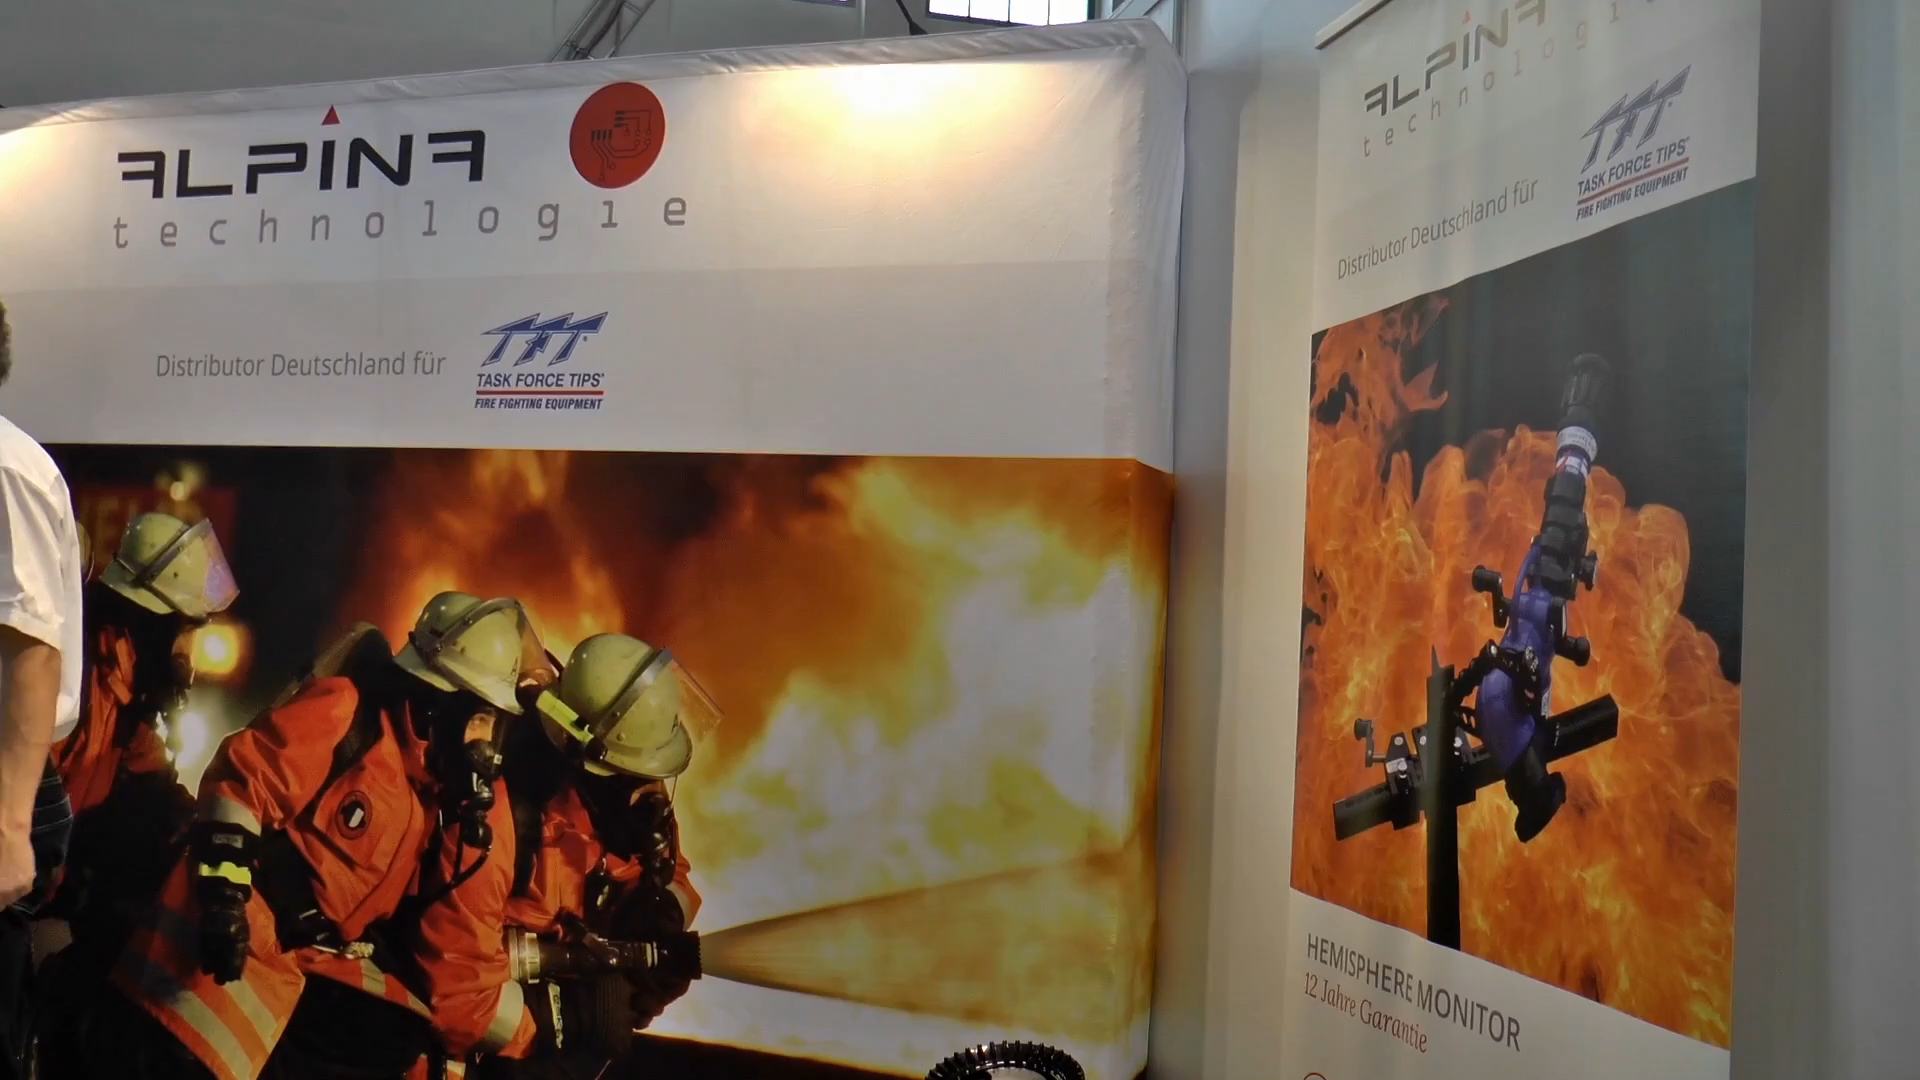 ALPINA
technologie
Distributor Deutschland für
TFT
TASK FORCE TIPS®
FIRE FIGHTING EQUIPMENT
ALPINA
technologi
TFT
TASK FORCE TIPS®
FIRE FIGHTING EQUIPMENT
Distributor Deutschland für
HEMISPHERE MONITOR
12 Jahre Garantie